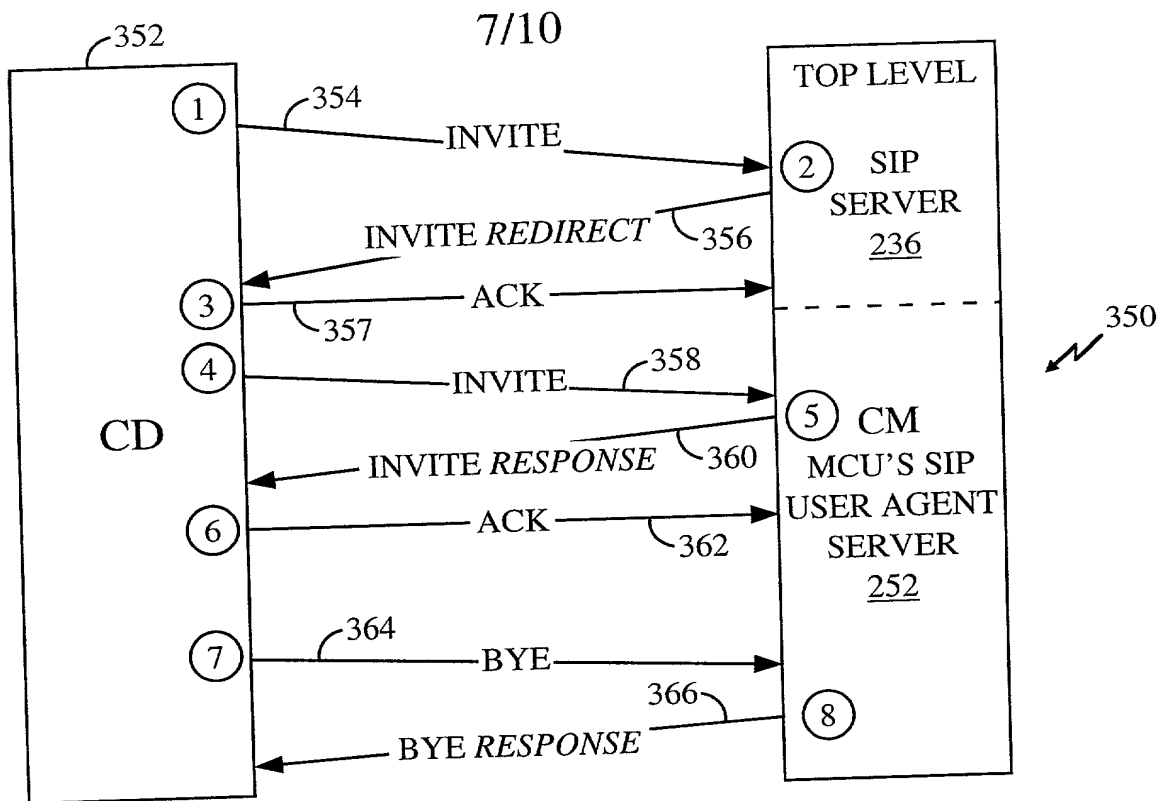 7/10
352
TOP LEVEL
1
354
INVITE
2
SIP
SERVER
236
INVITE REDIRECT
356
3
ACK
357
350
4
INVITE
358
5
CD
CM
INVITE RESPONSE
360
MCU'S SIP
USER AGENT
SERVER
252
6
ACK
362
7
364
BYE
366
8
BYE RESPONSE